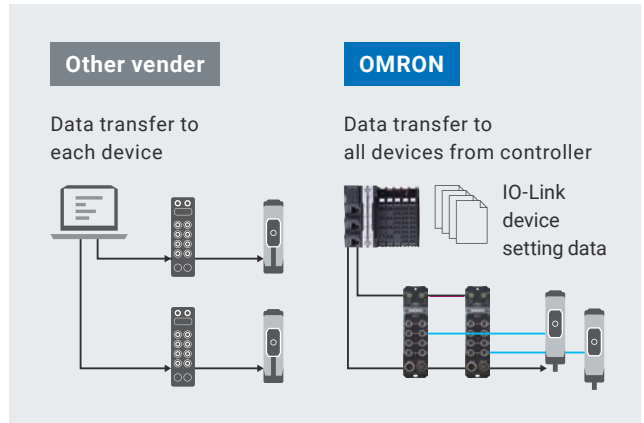 Other vender
Data transfer to
each device
OMRON
Data transfer to
all devices from controller
IO-Link
device
setting data